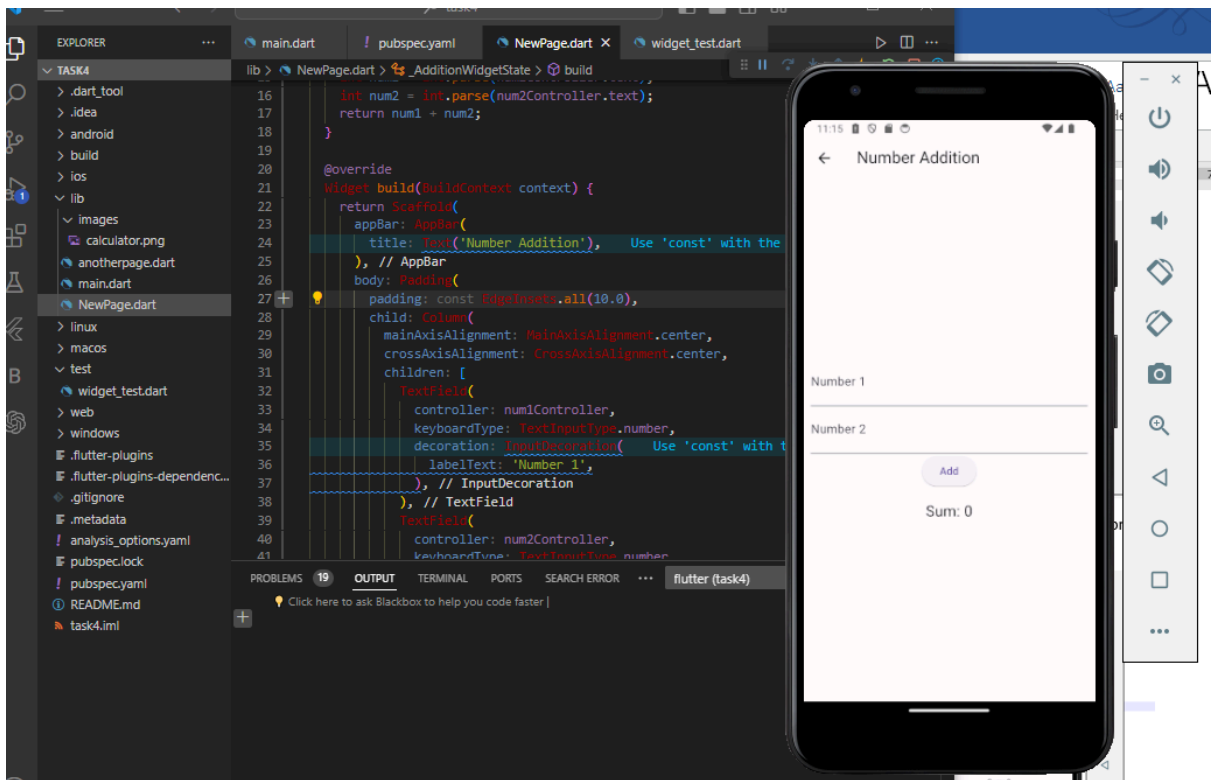 task4
EXPLORER ...
TASK4
.dart_tool
.idea
android
build
ios
lib
images
calculator.png
anotherpage.dart
main.dart
NewPage.dart
linux
macos
test
widget_test.dart
web
windows
.flutter-plugins
.flutter-plugins-dependenc...
.gitignore
.metadata
analysis_options.yaml
pubspec.lock
pubspec.yaml
README.md
task4.iml
1
B
main.dart ! pubspec.yaml NewPage.dart × widget_test.dart
lib > NewPage.dart > _AdditionWidgetState > build
16 int num2 = int.parse(num2Controller.text);
17 return num1 + num2;
18 }
19
20 @override
21 Widget build(BuildContext context) {
22 return Scaffold(
23 appBar: AppBar(
24 title: Text('Number Addition'), Use 'const' with the
25 ), // AppBar
26 body: Padding(
27 padding: const EdgeInsets.all(10.0),
28 child: Column(
29 mainAxisAlignment: MainAxisAlignment.center,
30 crossAxisAlignment: CrossAxisAlignment.center,
31 children: [
32 TextField(
33 controller: num1Controller,
34 keyboardType: TextInputType.number,
35 decoration: InputDecoration( Use 'const' with t
36 labelText: 'Number 1',
37 ), // InputDecoration
38 ), // TextField
39 TextField(
40 controller: num2Controller,
41 keyboardType: TextInputType.number
PROBLEMS 19 OUTPUT TERMINAL PORTS SEARCH ERROR ... flutter (task4)
Click here to ask Blackbox to help you code faster |
11:15
Number Addition
Number 1
Number 2
Add
Sum: 0